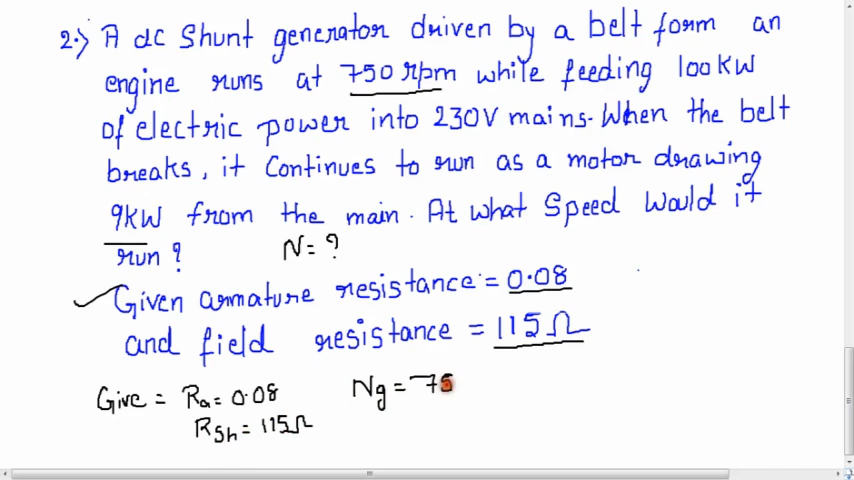 2.> A dc Shunt generator driven by a belt form an
engine runs at 750 rpm while feeding 100kW
of electric power into 230V mains. When the belt
breaks, it continues to run as a motor drawing
9kW from the main. At what Speed would it
run? N = ?
Given armature resistance = 0.08
and field resistance = 115Ω
Give = Ra = 0.08 Ng = 75
RSh = 115Ω